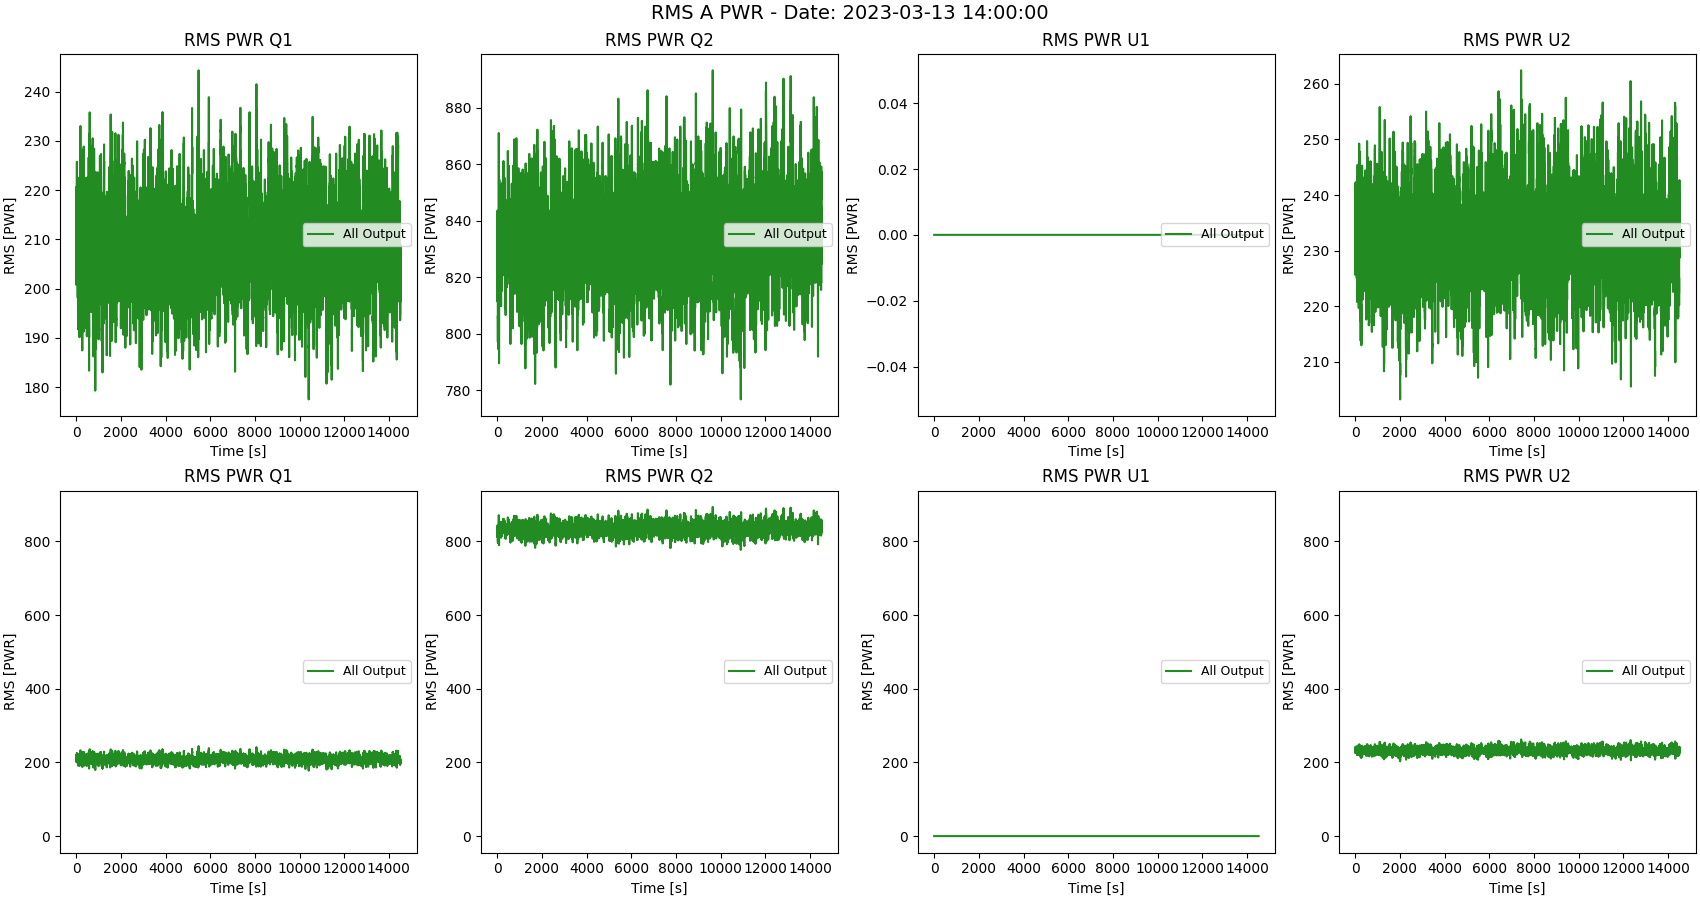 RMS A PWR - Date: 2023-03-13 14:00:00
RMS PWR Q1
RMS [PWR]
240
230
220
210
200
190
180
All Output
0 2000 4000 6000 8000 10000 12000 14000
Time [s]
RMS PWR Q2
RMS [PWR]
880
860
840
820
800
780
All Output
0 2000 4000 6000 8000 10000 12000 14000
Time [s]
RMS PWR U1
RMS [PWR]
0.04
0.02
0.00
−0.02
−0.04
All Output
0 2000 4000 6000 8000 10000 12000 14000
Time [s]
RMS PWR U2
RMS [PWR]
260
250
240
230
220
210
All Output
0 2000 4000 6000 8000 10000 12000 14000
Time [s]
RMS PWR Q1
RMS [PWR]
800
600
400
200
0
All Output
0 2000 4000 6000 8000 10000 12000 14000
Time [s]
RMS PWR Q2
RMS [PWR]
800
600
400
200
0
All Output
0 2000 4000 6000 8000 10000 12000 14000
Time [s]
RMS PWR U1
RMS [PWR]
800
600
400
200
0
All Output
0 2000 4000 6000 8000 10000 12000 14000
Time [s]
RMS PWR U2
RMS [PWR]
800
600
400
200
0
All Output
0 2000 4000 6000 8000 10000 12000 14000
Time [s]